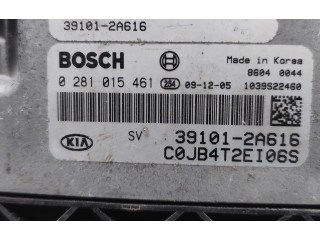 39101-2A616
BOSCH
Made in Korea
8604 0044
0 281 015 461 254 09-12-05 1039S22460
KIA SV 39101-2A616
C0JB4T2EI06S